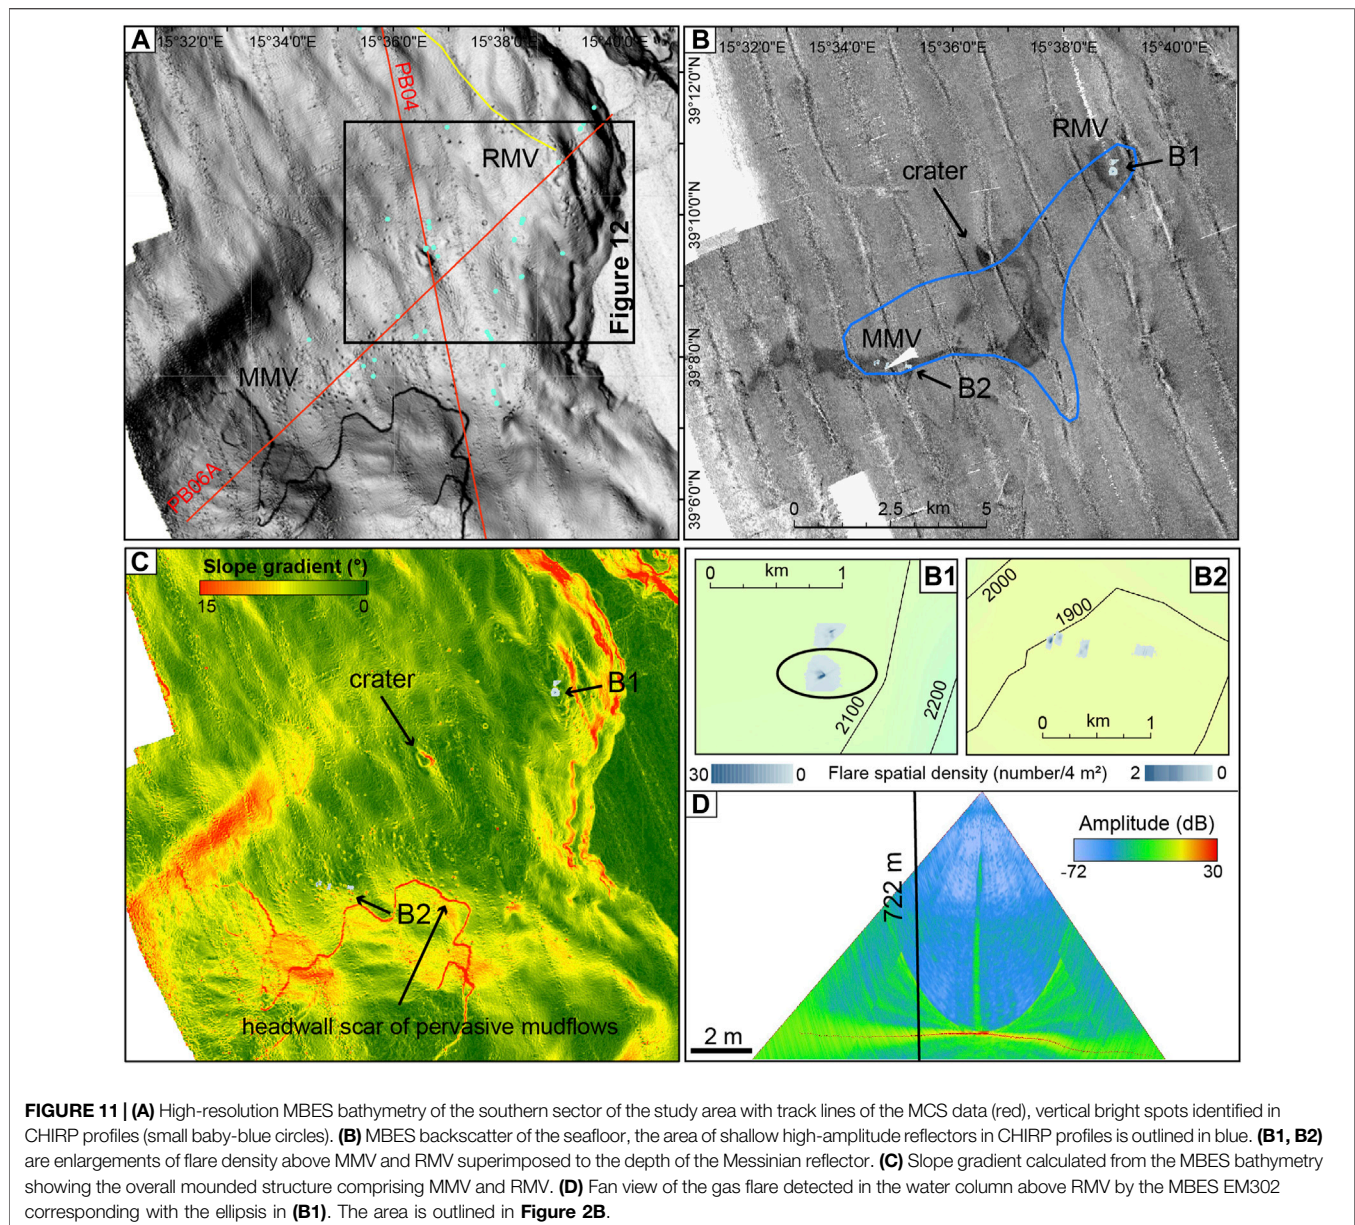 A
15°32'0"E 15°34'0"E 15°36'0"E 15°38'0"E 15°40'0"E
PB04
RMV
Figure 12
MMV
PB06A
B
15°32'0"E 15°34'0"E 15°36'0"E 15°38'0"E 15°40'0"E
39°12'0"N
39°10'0"N
39°8'0"N
39°6'0"N
RMV
B1
crater
MMV
B2
km
0 2.5 5
C
Slope gradient (°)
15 0
crater
B1
B2
headwall scar of pervasive mudflows
B1
0 km 1
2100
2200
B2
2000
1900
0 km 1
30 0 Flare spatial density (number/4 m²) 2 0
D
722 m
Amplitude (dB)
-72 30
2 m
FIGURE 11 | (A) High-resolution MBES bathymetry of the southern sector of the study area with track lines of the MCS data (red), vertical bright spots identified in
CHIRP profiles (small baby-blue circles). (B) MBES backscatter of the seafloor, the area of shallow high-amplitude reflectors in CHIRP profiles is outlined in blue. (B1, B2)
are enlargements of flare density above MMV and RMV superimposed to the depth of the Messinian reflector. (C) Slope gradient calculated from the MBES bathymetry
showing the overall mounded structure comprising MMV and RMV. (D) Fan view of the gas flare detected in the water column above RMV by the MBES EM302
corresponding with the ellipsis in (B1). The area is outlined in Figure 2B.